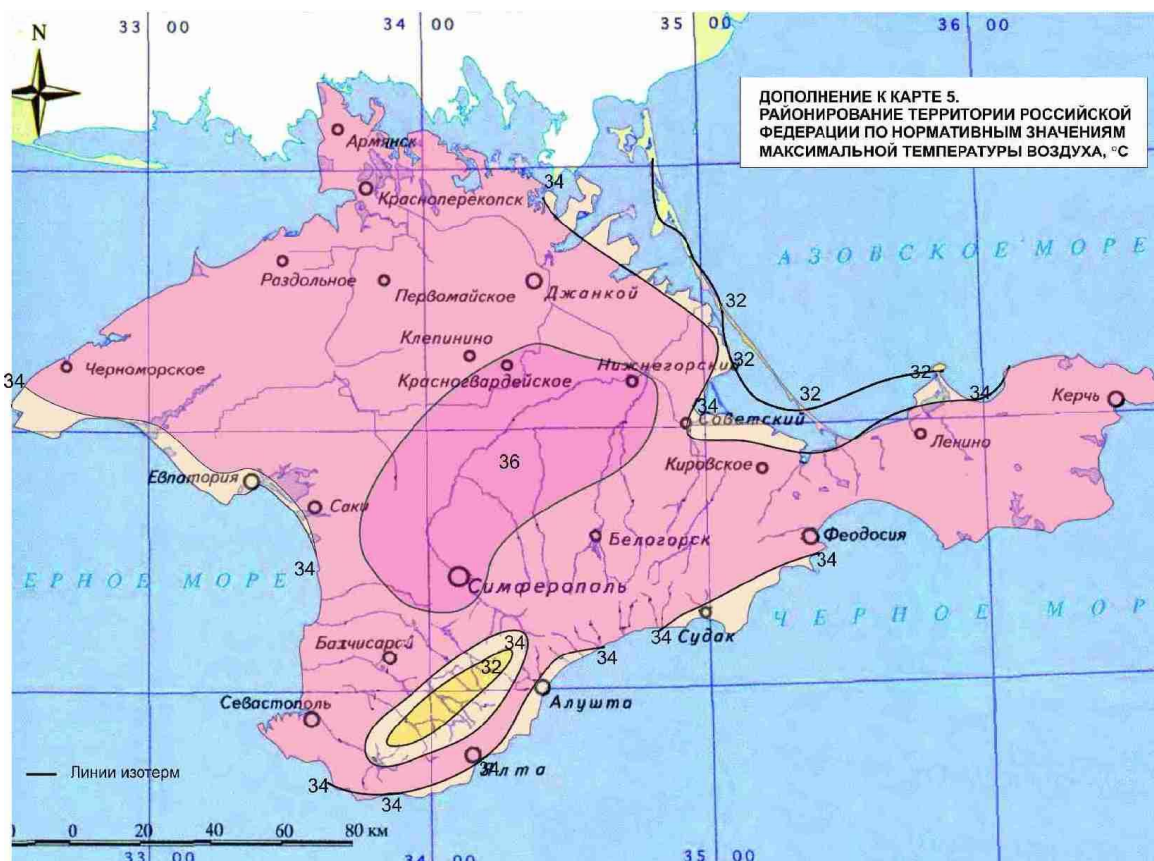 33 00
34 00
35 00
36 00
N
ДОПОЛНЕНИЕ К КАРТЕ 5.
РАЙОНИРОВАНИЕ ТЕРРИТОРИИ РОССИЙСКОЙ
ФЕДЕРАЦИИ ПО НОРМАТИВНЫМ ЗНАЧЕНИЯМ
МАКСИМАЛЬНОЙ ТЕМПЕРАТУРЫ ВОЗДУХА, °С
Армянск
34
Красноперекопск
АЗОВСКОЕ МОРЕ
Раздольное
Первомайское
Джанкой
32
Клепинино
Черноморское
Красногвардейское
Нижнегорский
32
32
32
34
34
34
Керчь
Советский
Ленино
36
Кировское
Евпатория
Саки
Белогорск
Феодосия
34
34
ЕРНОЕ МОРЕ
Симферополь
ЧЕРНОЕ МОР
Судак
34
34
34
Бахчисарай
32
Севастополь
Алушта
Линии изотерм
Ялта
34
34
34
0 20 40 60 80 км
33 00
34 00
35 00